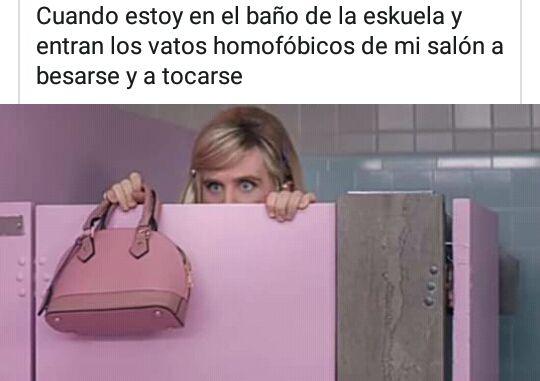 Cuando estoy en el baño de la eskuela y
entran los vatos homofóbicos de mi salón a
besarse y a tocarse